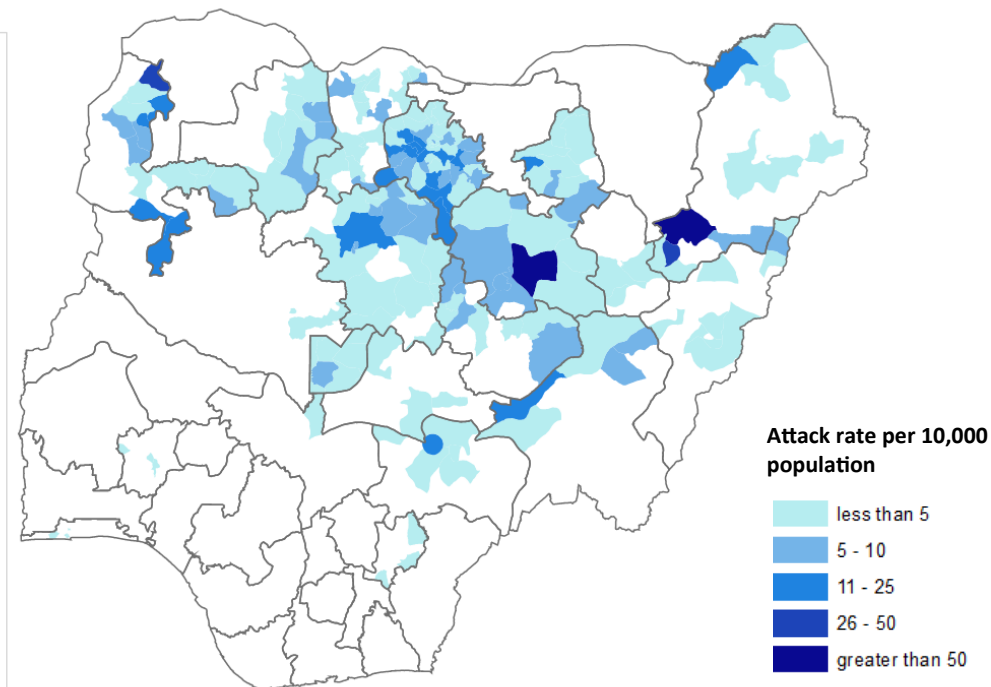 Attack rate per 10,000
population
less than 5
5 - 10
11 - 25
26 - 50
greater than 50